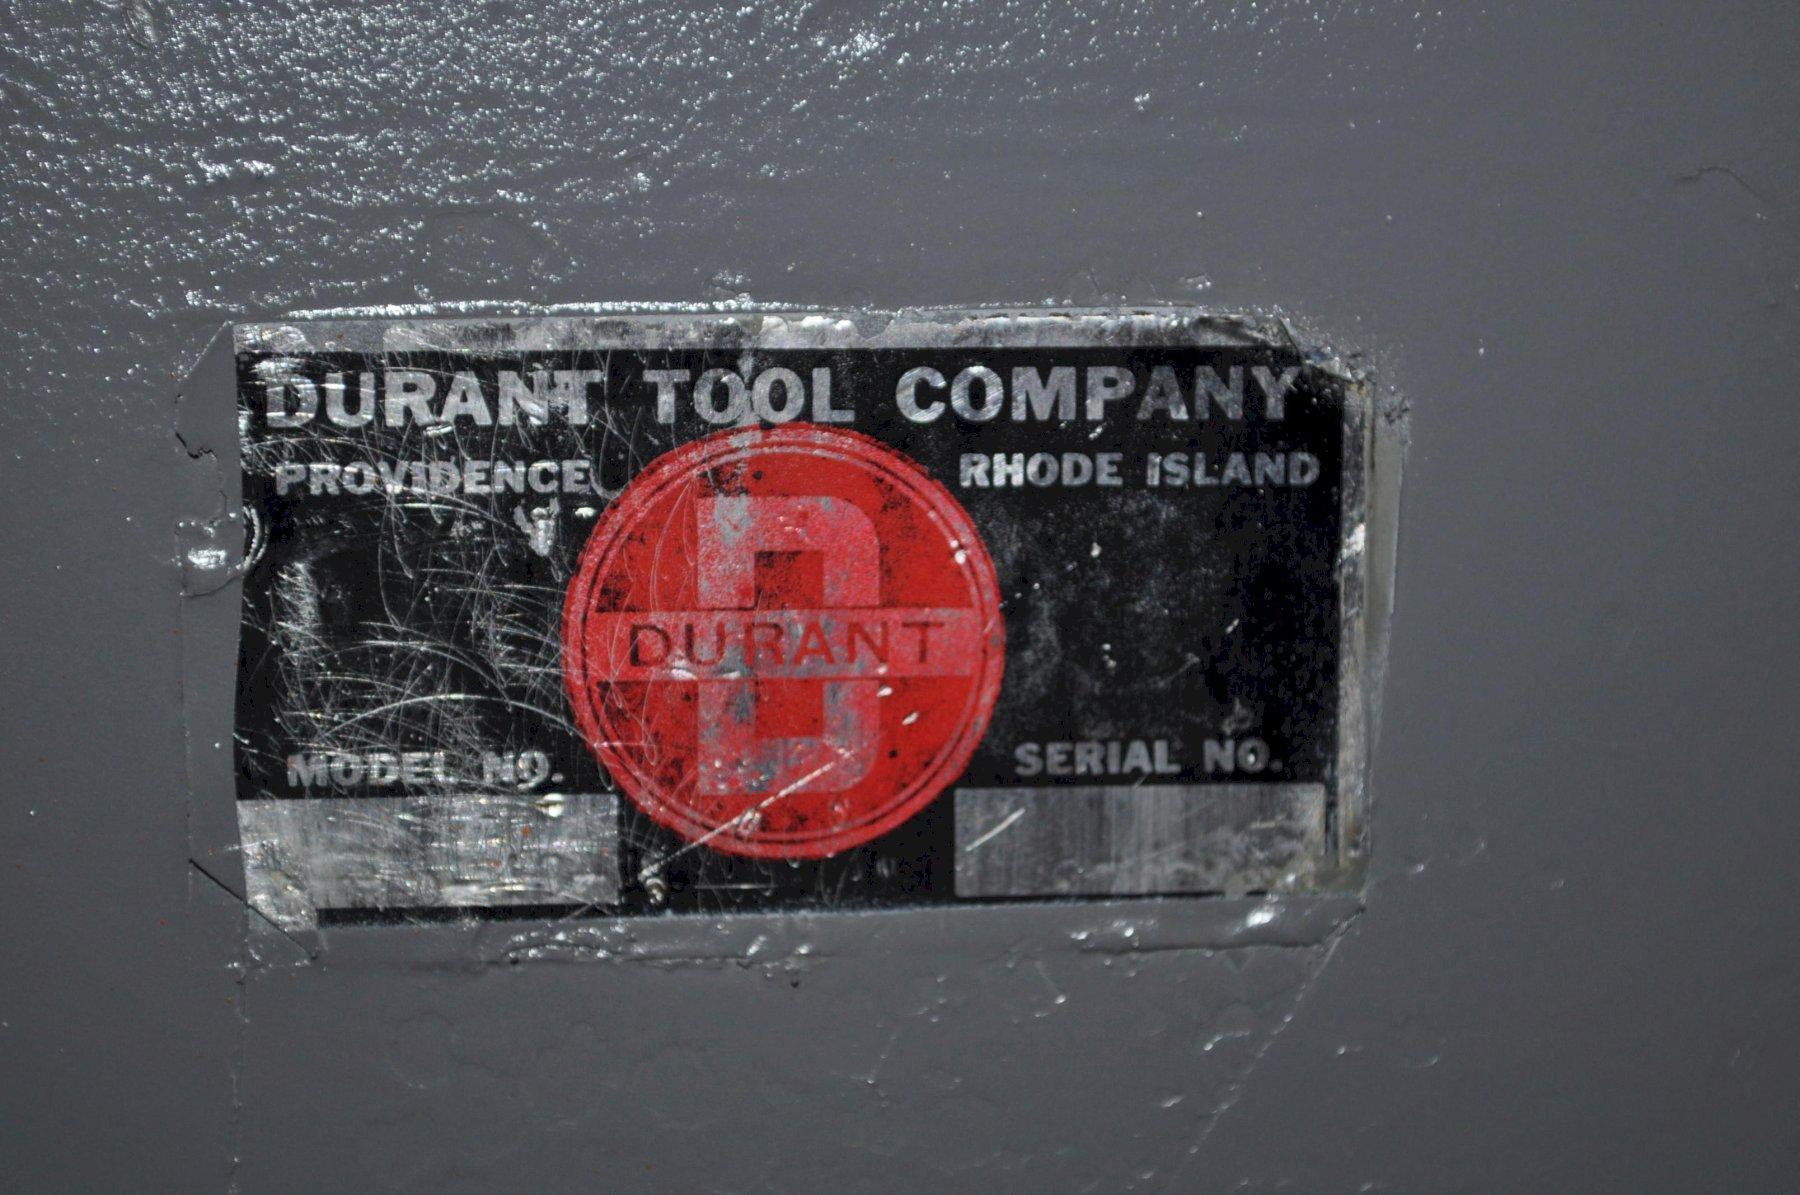 DURANT TOOL COMPANY
PROVIDENCE RHODE ISLAND
D
DURANT
MODEL NO. SERIAL NO.